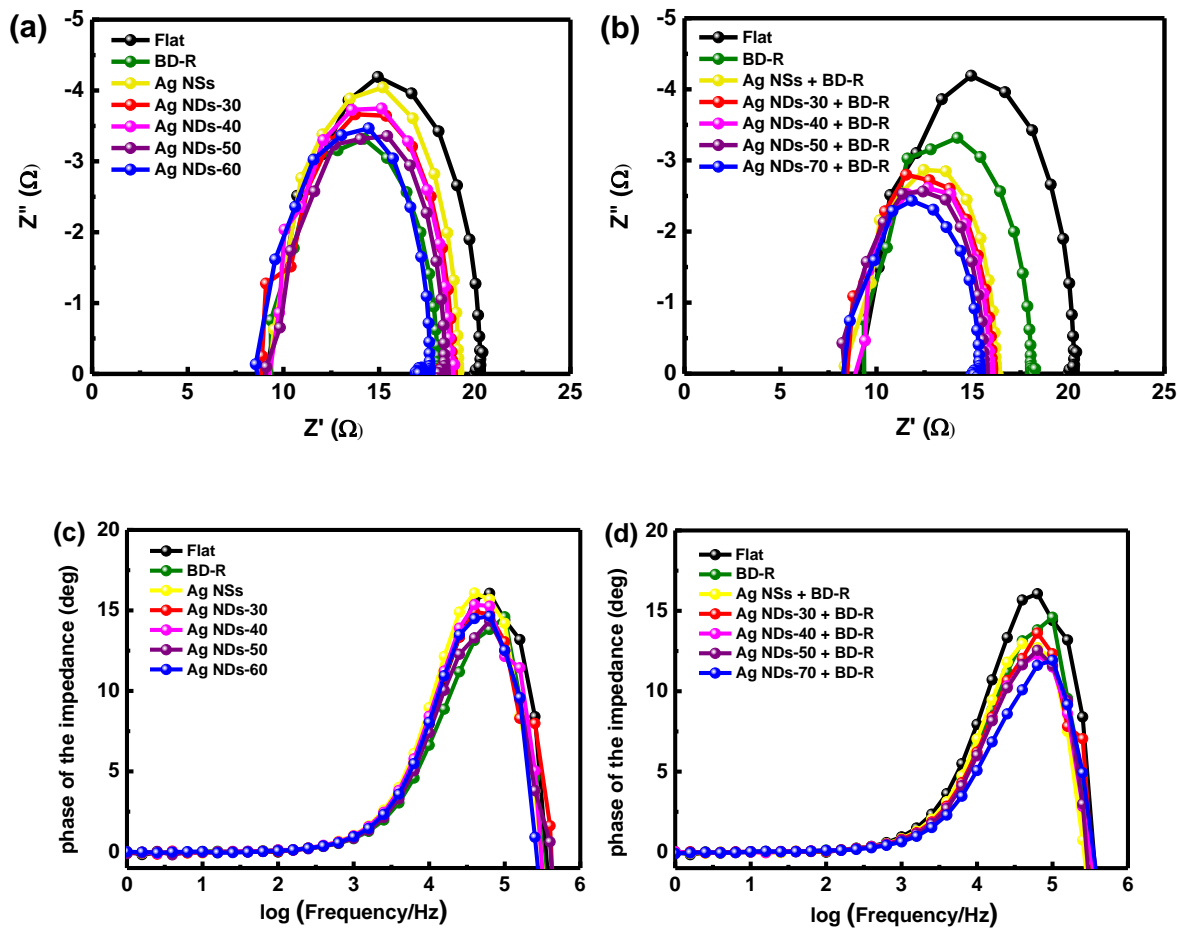 (a)
-5
-4
-3
-2
-1
0
Z" (Ω)
Flat
BD-R
Ag NSs
Ag NDs-30
Ag NDs-40
Ag NDs-50
Ag NDs-60
0 5 10 15 20 25
Z' (Ω)
(b)
-5
-4
-3
-2
-1
0
Z" (Ω)
Flat
BD-R
Ag NSs + BD-R
Ag NDs-30 + BD-R
Ag NDs-40 + BD-R
Ag NDs-50 + BD-R
Ag NDs-70 + BD-R
0 5 10 15 20 25
Z' (Ω)
(c)
20
15
10
5
0
phase of the impedance (deg)
Flat
BD-R
Ag NSs
Ag NDs-30
Ag NDs-40
Ag NDs-50
Ag NDs-60
0 1 2 3 4 5 6
log (Frequency/Hz)
(d)
20
15
10
5
0
phase of the impedance (deg)
Flat
BD-R
Ag NSs + BD-R
Ag NDs-30 + BD-R
Ag NDs-40 + BD-R
Ag NDs-50 + BD-R
Ag NDs-70 + BD-R
0 1 2 3 4 5 6
log (Frequency/Hz)